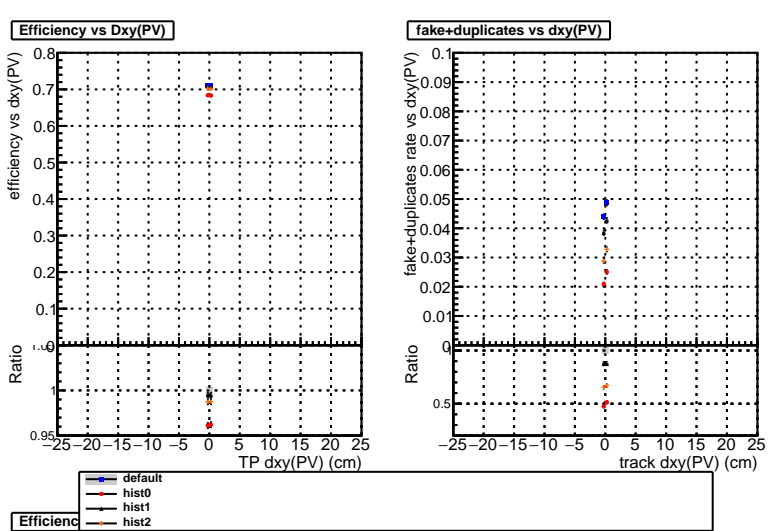 Efficiency vs Dxy(PV)
efficiency vs dxy(PV)
0.8
0.7
0.6
0.5
0.4
0.3
0.2
0.1
0
Ratio
1
0.95
−25 −20 −15 −10 −5 0 5 10 15 20 25
TP dxy(PV) (cm)
fake+duplicates vs dxy(PV)
fake+duplicates rate vs dxy(PV)
0.1
0.09
0.08
0.07
0.06
0.05
0.04
0.03
0.02
0.01
0
Ratio
1
0.5
−25 −20 −15 −10 −5 0 5 10 15 20 25
track dxy(PV) (cm)
default
hist0
hist1
hist2
Efficienc